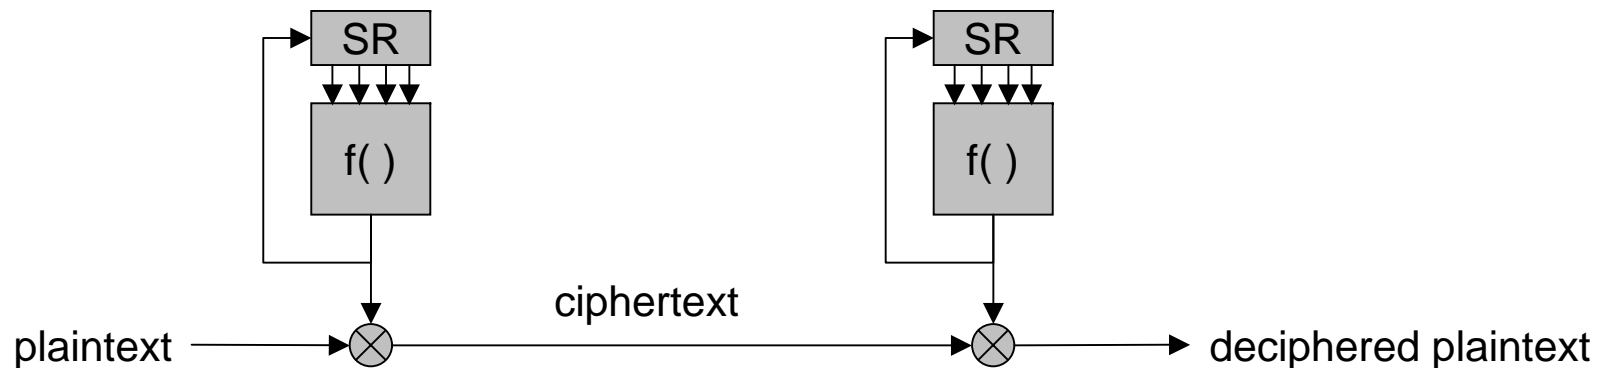 SR
SR
f( )
f( )
ciphertext
plaintext
deciphered plaintext